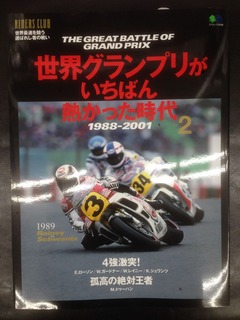 RIDERS CLUB
世界最速を競う
選ばれし者の戦い
THE GREAT BATTLE OF
GRAND PRIX
世界グランプリが
いちばん
熱かった時代
1988-2001
2
3
34
1989
4強激突!
E.ローソン/W.ガードナー/W.レイニー/K.シュワンツ
孤高の絶対王者
M.ドゥーハン